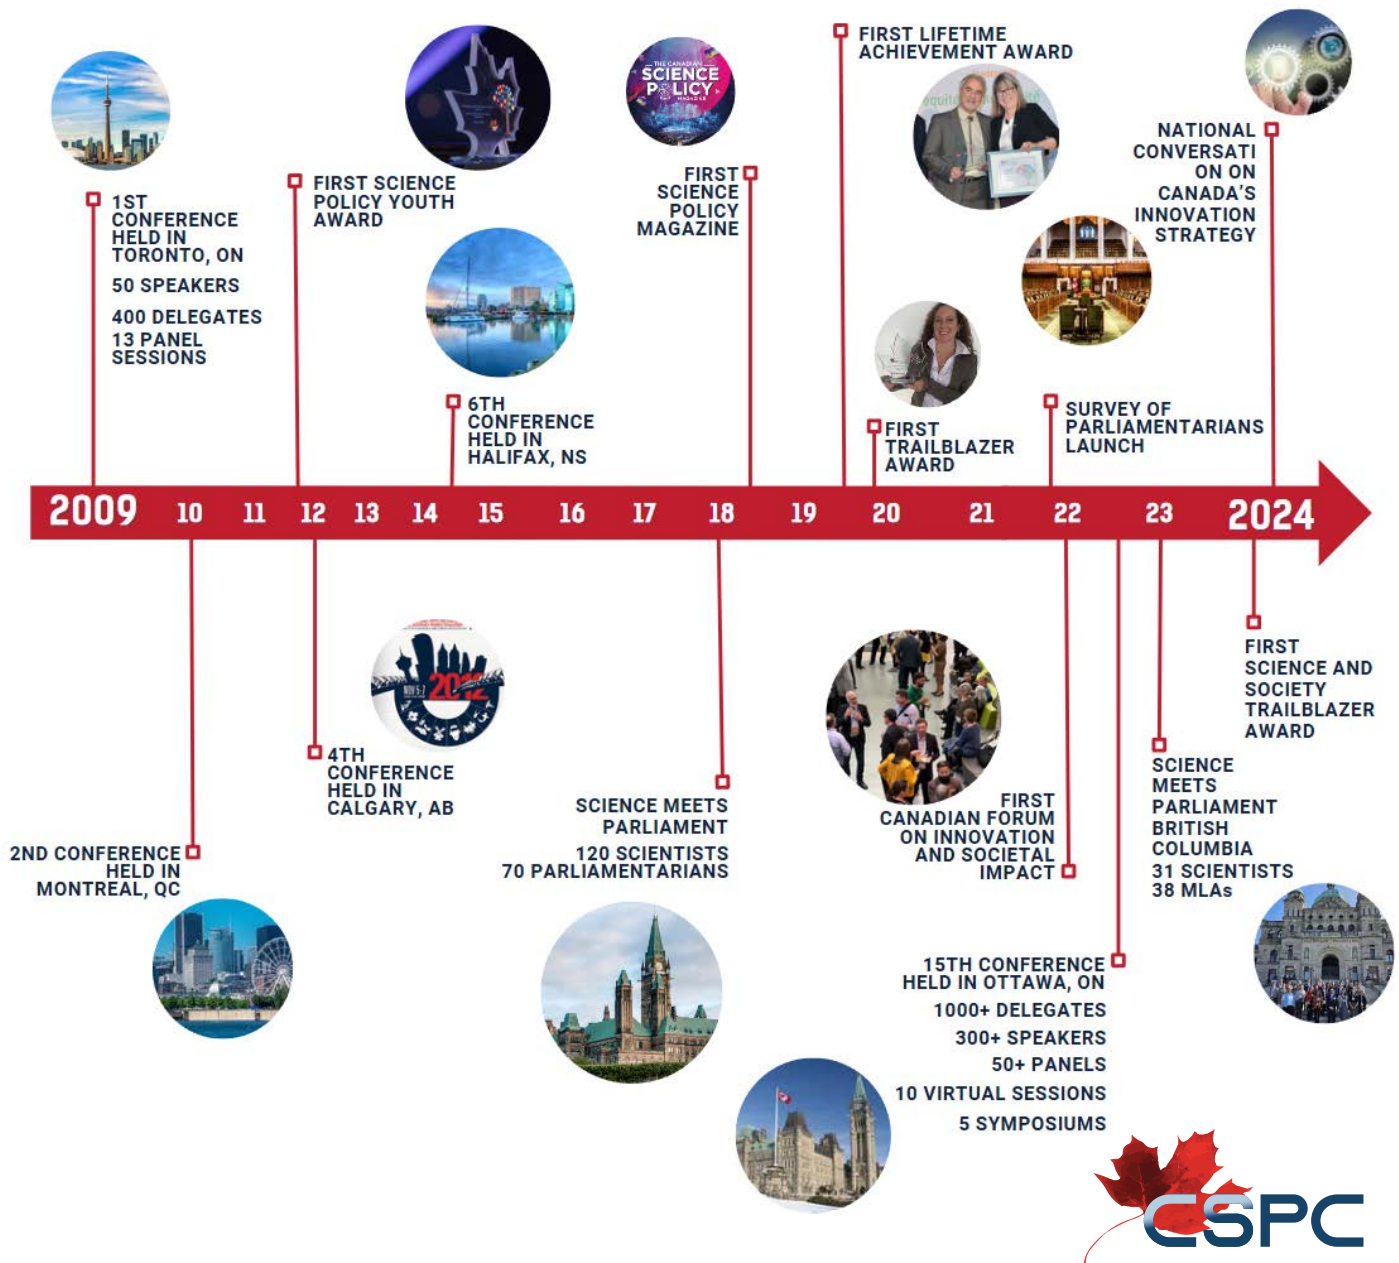 FIRST LIFETIME
ACHIEVEMENT AWARD
THE CANADIAN
SCIENCE
POLICY
MAGAZINE
NATIONAL
CONVERSATI
ON ON
CANADA'S
INNOVATION
STRATEGY
FIRST
SCIENCE
POLICY
MAGAZINE
FIRST SCIENCE
POLICY YOUTH
AWARD
1ST
CONFERENCE
HELD IN
TORONTO, ON
50 SPEAKERS
400 DELEGATES
13 PANEL
SESSIONS
6TH
CONFERENCE
HELD IN
HALIFAX, NS
FIRST
TRAILBLAZER
AWARD
SURVEY OF
PARLIAMENTARIANS
LAUNCH
2009 10 11 12 13 14 15 16 17 18 19 20 21 22 23 2024
NOV 5-7
2012
4TH
CONFERENCE
HELD IN
CALGARY, AB
2ND CONFERENCE
HELD IN
MONTREAL, QC
SCIENCE MEETS
PARLIAMENT
120 SCIENTISTS
70 PARLIAMENTARIANS
FIRST
CANADIAN FORUM
ON INNOVATION
AND SOCIETAL
IMPACT
FIRST
SCIENCE AND
SOCIETY
TRAILBLAZER
AWARD
SCIENCE
MEETS
PARLIAMENT
BRITISH
COLUMBIA
31 SCIENTISTS
38 MLAs
15TH CONFERENCE
HELD IN OTTAWA, ON
1000+ DELEGATES
300+ SPEAKERS
50+ PANELS
10 VIRTUAL SESSIONS
5 SYMPOSIUMS
CSPC